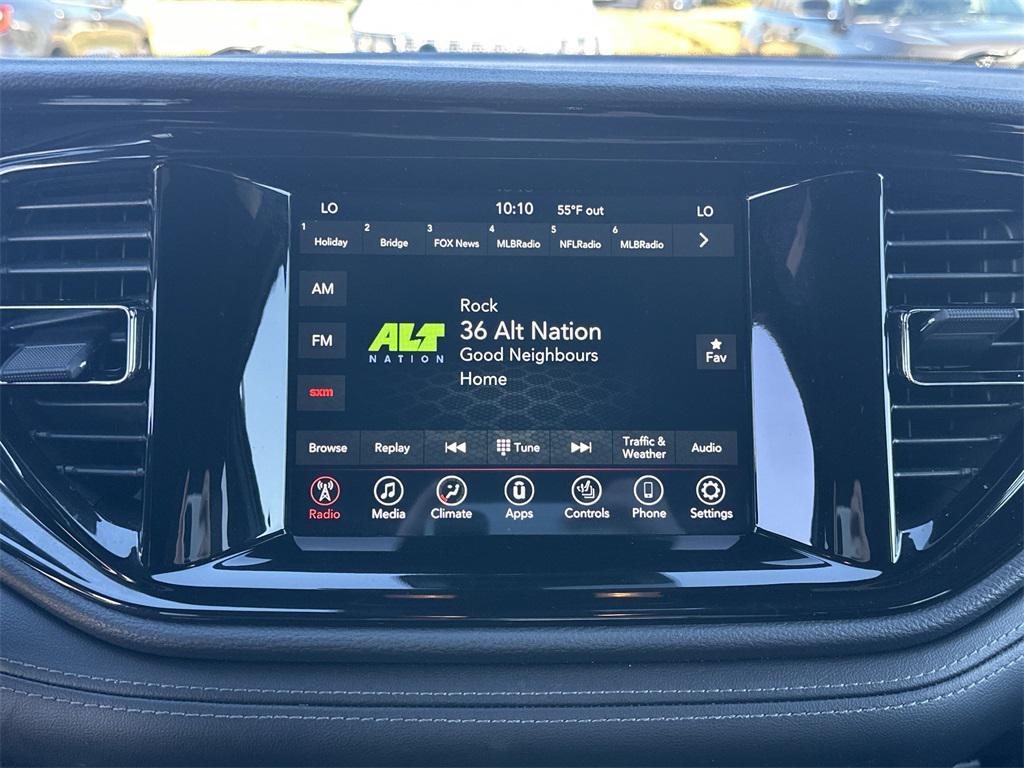 LO 10:10 55°F out LO
1 Holiday 2 Bridge 3 FOX News 4 MLBRadio 5 NFLRadio 6 MLBRadio
AM
FM
sxm
ALT
NATION
Rock
36 Alt Nation
Good Neighbours
Home
Fav
Browse Replay Tune Traffic & Weather Audio
Radio Media Climate Apps Controls Phone Settings